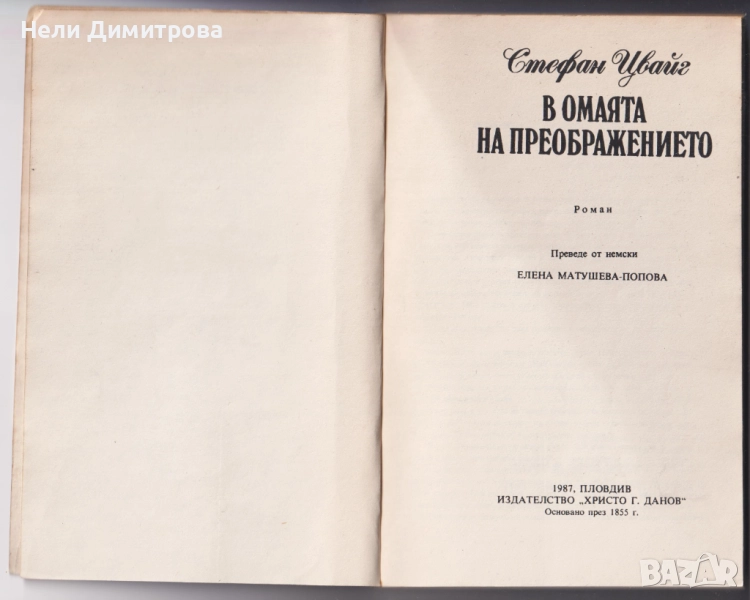 Нели Димитрова
Стефан Цвайг
В ОМАЯТА
НА ПРЕОБРАЖЕНИЕТО
Роман
Преведе от немски
ЕЛЕНА МАТУШЕВА-ПОПОВА
1987, ПЛОВДИВ
ИЗДАТЕЛСТВО „ХРИСТО Г. ДАНОВ“
Основано през 1855 г.
BAZAR